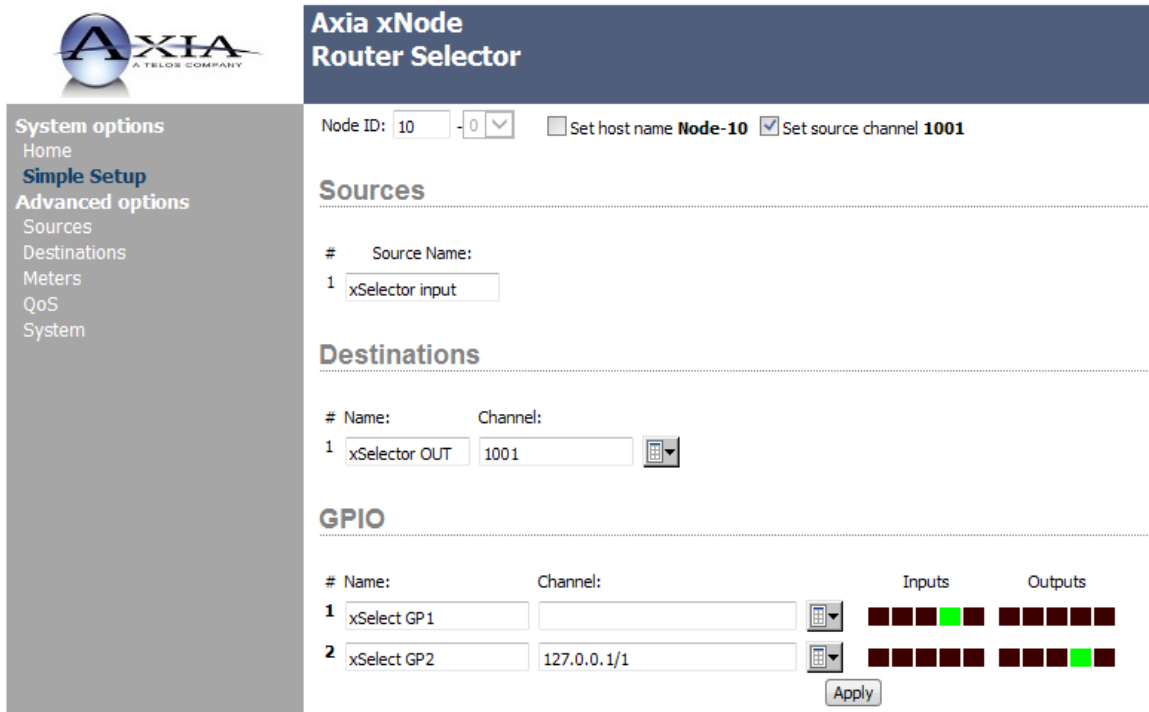 AXIA
A TELOS COMPANY
Axia xNode
Router Selector
System options
Home
Simple Setup
Advanced options
Sources
Destinations
Meters
QoS
System
Node ID: 10 - 0 Set host name Node-10 Set source channel 1001
Sources
# Source Name:
1 xSelector input
Destinations
# Name: Channel:
1 xSelector OUT 1001
GPIO
# Name: Channel: Inputs Outputs
1 xSelect GP1
2 xSelect GP2 127.0.0.1/1
Apply